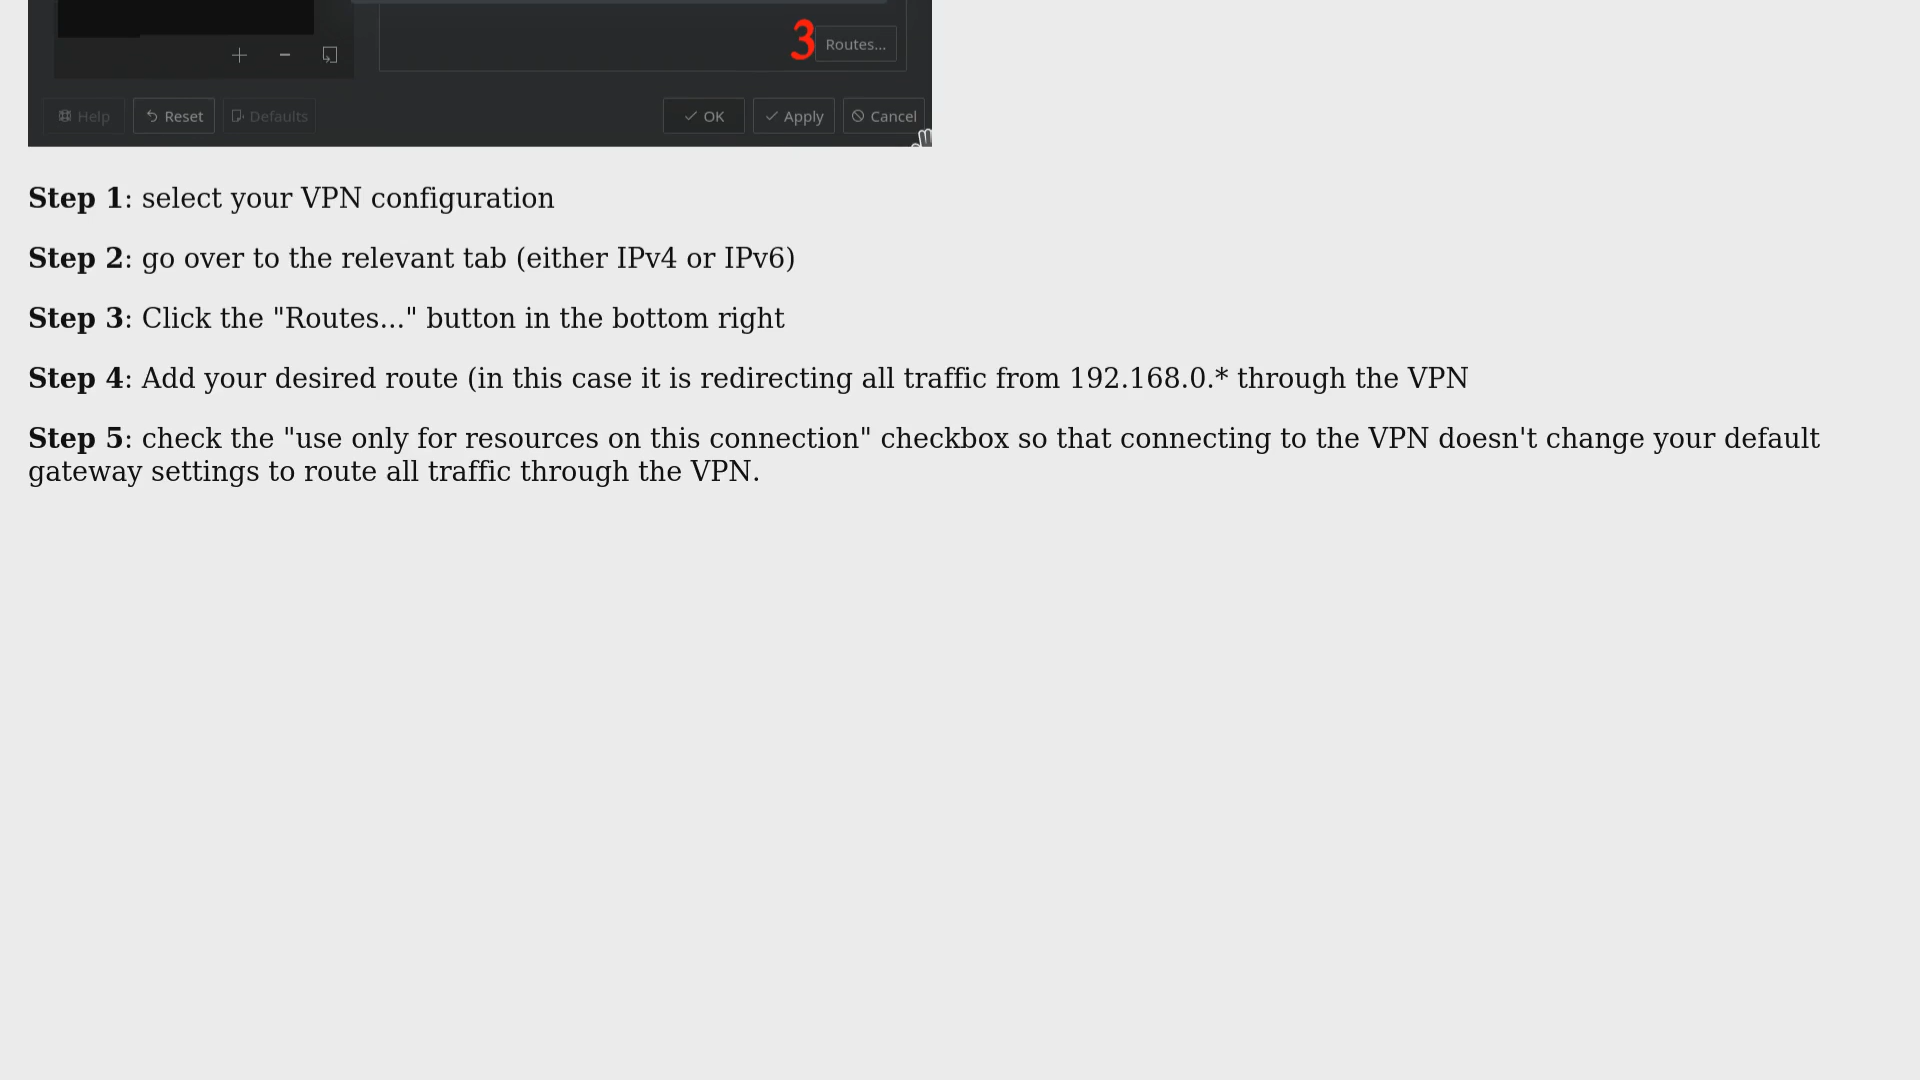 3 Routes...
Help Reset Defaults OK Apply Cancel
Step 1: select your VPN configuration
Step 2: go over to the relevant tab (either IPv4 or IPv6)
Step 3: Click the "Routes..." button in the bottom right
Step 4: Add your desired route (in this case it is redirecting all traffic from 192.168.0.* through the VPN
Step 5: check the "use only for resources on this connection" checkbox so that connecting to the VPN doesn't change your default
gateway settings to route all traffic through the VPN.